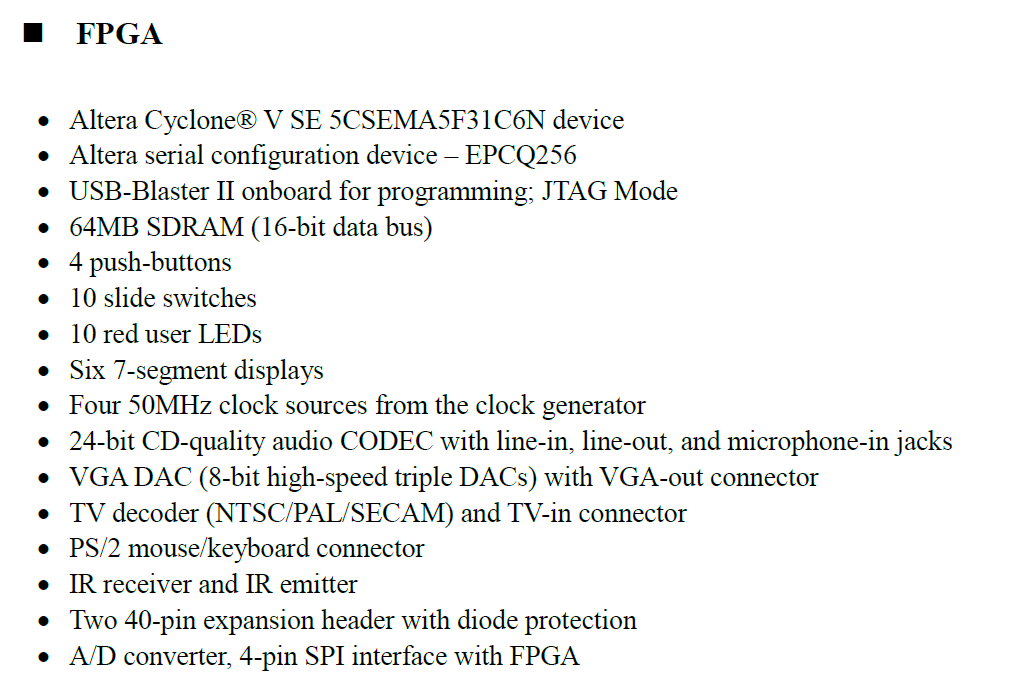 ■ FPGA
• Altera Cyclone® V SE 5CSEMA5F31C6N device
• Altera serial configuration device – EPCQ256
• USB-Blaster II onboard for programming; JTAG Mode
• 64MB SDRAM (16-bit data bus)
• 4 push-buttons
• 10 slide switches
• 10 red user LEDs
• Six 7-segment displays
• Four 50MHz clock sources from the clock generator
• 24-bit CD-quality audio CODEC with line-in, line-out, and microphone-in jacks
• VGA DAC (8-bit high-speed triple DACs) with VGA-out connector
• TV decoder (NTSC/PAL/SECAM) and TV-in connector
• PS/2 mouse/keyboard connector
• IR receiver and IR emitter
• Two 40-pin expansion header with diode protection
• A/D converter, 4-pin SPI interface with FPGA